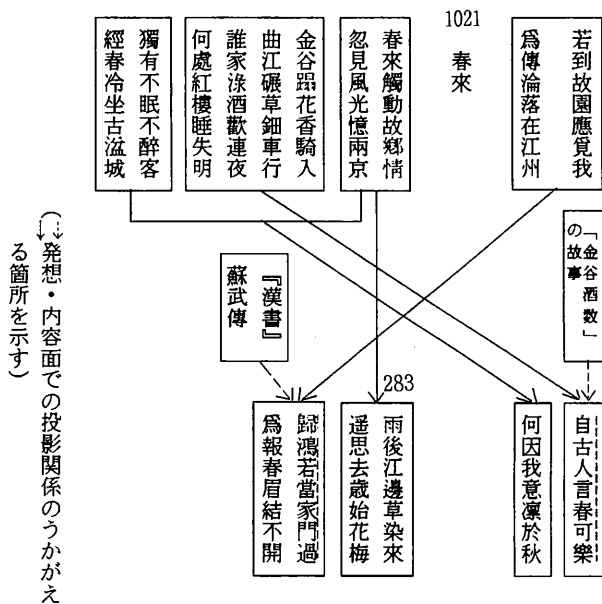 若到故園應覓我
爲傳淪落在江州
1021
春來
春來觸動故鄕情
忽見風光憶兩京
金谷蹋花香騎入
曲江碾草鈿車行
誰家淥酒歡連夜
何處紅樓睡失明
獨有不眠不醉客
經春冷坐古湓城
「金谷酒数」
の故事
自古人言春可樂
何因我意凛於秋
283
雨後江邊草染來
遥思去歳始花梅
『漢書』
蘇武傳
歸鴻若當家門過
爲報春眉結不開
(↓発想・内容面での投影関係のうかがえ
る箇所を示す)